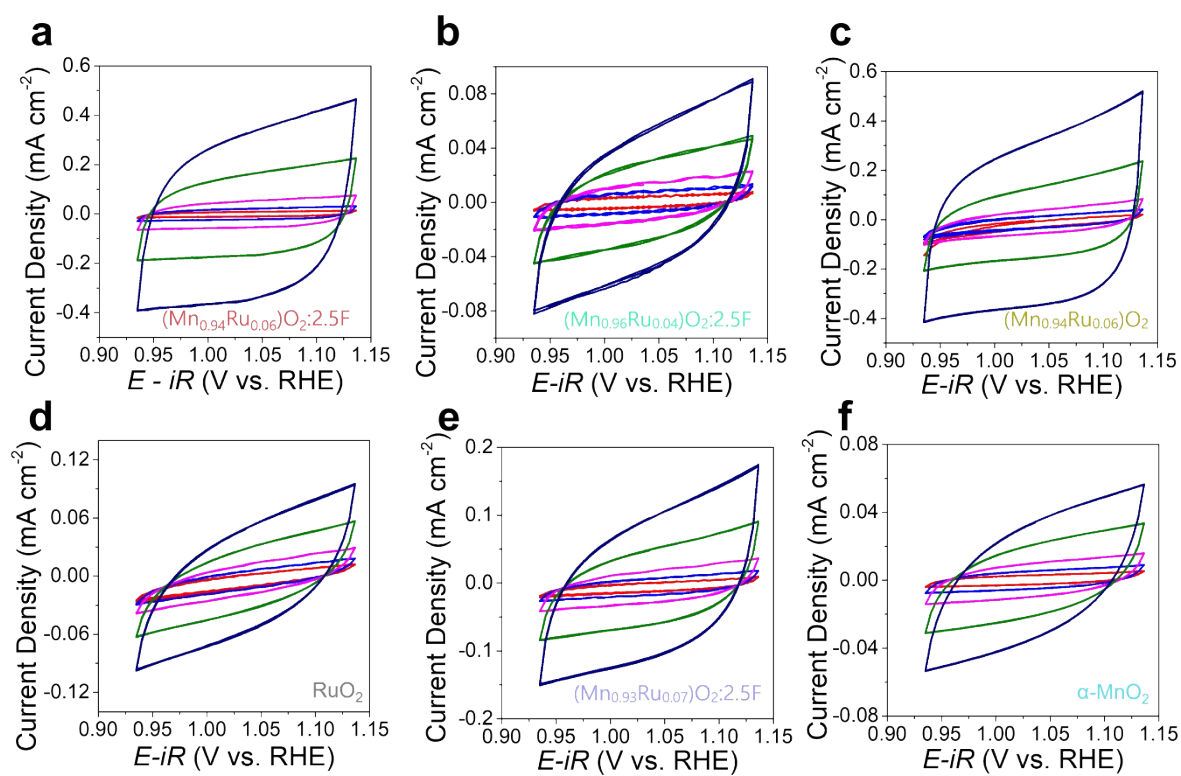 a
Current Density (mA cm⁻²)
0.6
0.4
0.2
0.0
-0.2
-0.4
(Mn₀.₉₄Ru₀.₀₆)O₂:2.5F
0.90 0.95 1.00 1.05 1.10 1.15
E - iR (V vs. RHE)
b
Current Density (mA cm⁻²)
0.08
0.04
0.00
-0.04
-0.08
(Mn₀.₉₆Ru₀.₀₄)O₂:2.5F
0.90 0.95 1.00 1.05 1.10 1.15
E-iR (V vs. RHE)
c
Current Density (mA cm⁻²)
0.6
0.4
0.2
0.0
-0.2
-0.4
(Mn₀.₉₄Ru₀.₀₆)O₂
0.90 0.95 1.00 1.05 1.10 1.15
E-iR (V vs. RHE)
d
Current Density (mA cm⁻²)
0.12
0.06
0.00
-0.06
-0.12
RuO₂
0.90 0.95 1.00 1.05 1.10 1.15
E-iR (V vs. RHE)
e
Current Density (mA cm⁻²)
0.2
0.1
0.0
-0.1
-0.2
(Mn₀.₉₃Ru₀.₀₇)O₂:2.5F
0.90 0.95 1.00 1.05 1.10 1.15
E-iR (V vs. RHE)
f
Current Density (mA cm⁻²)
0.08
0.04
0.00
-0.04
-0.08
α-MnO₂
0.90 0.95 1.00 1.05 1.10 1.15
E-iR (V vs. RHE)